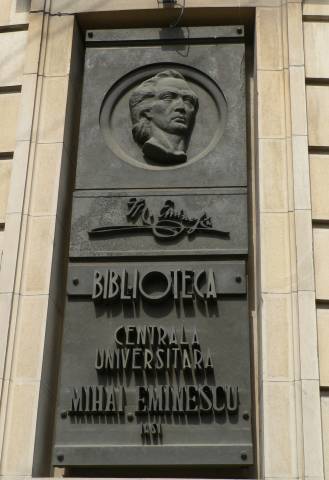 M. Eminescu
BIBLIOTECA
CENTRALA
UNIVERSITARA
MIHAI EMINESCU